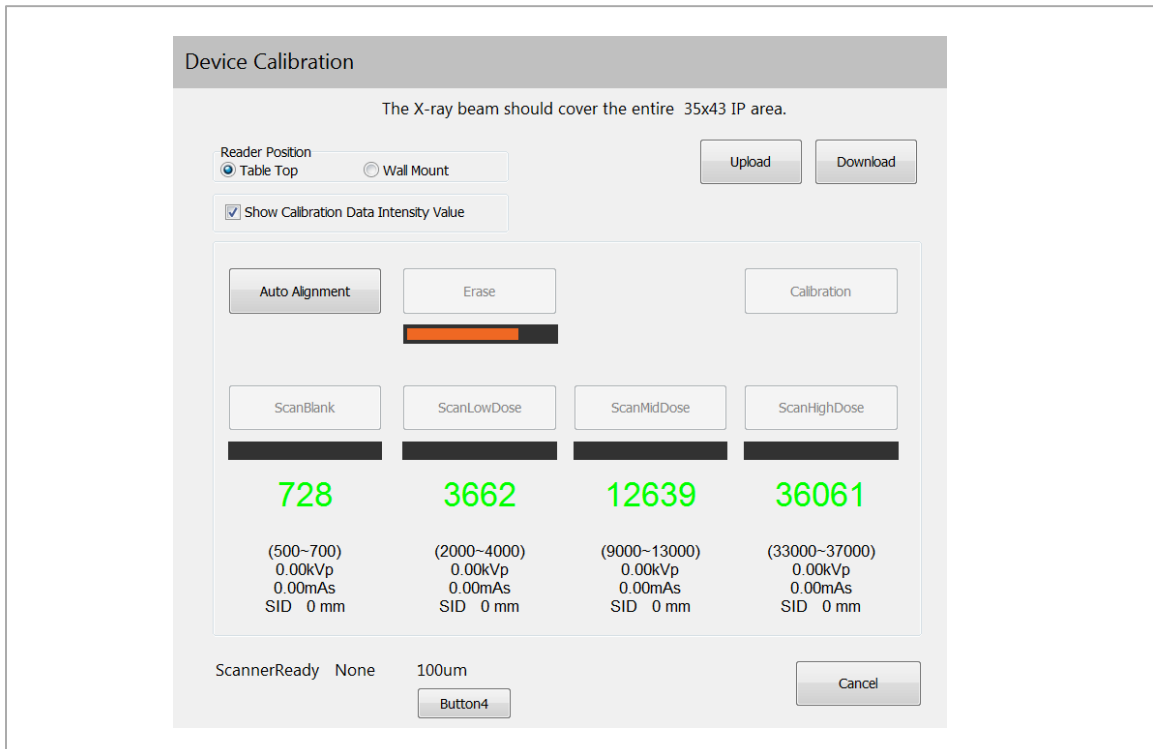 Device Calibration
The X-ray beam should cover the entire 35x43 IP area.
Reader Position
Table Top Wall Mount
Upload Download
Show Calibration Data Intensity Value
Auto Alignment Erase Calibration
ScanBlank ScanLowDose ScanMidDose ScanHighDose
728 3662 12639 36061
(500~700) (2000~4000) (9000~13000) (33000~37000)
0.00kVp 0.00kVp 0.00kVp 0.00kVp
0.00mAs 0.00mAs 0.00mAs 0.00mAs
SID 0 mm SID 0 mm SID 0 mm SID 0 mm
ScannerReady None 100um
Cancel
Button4